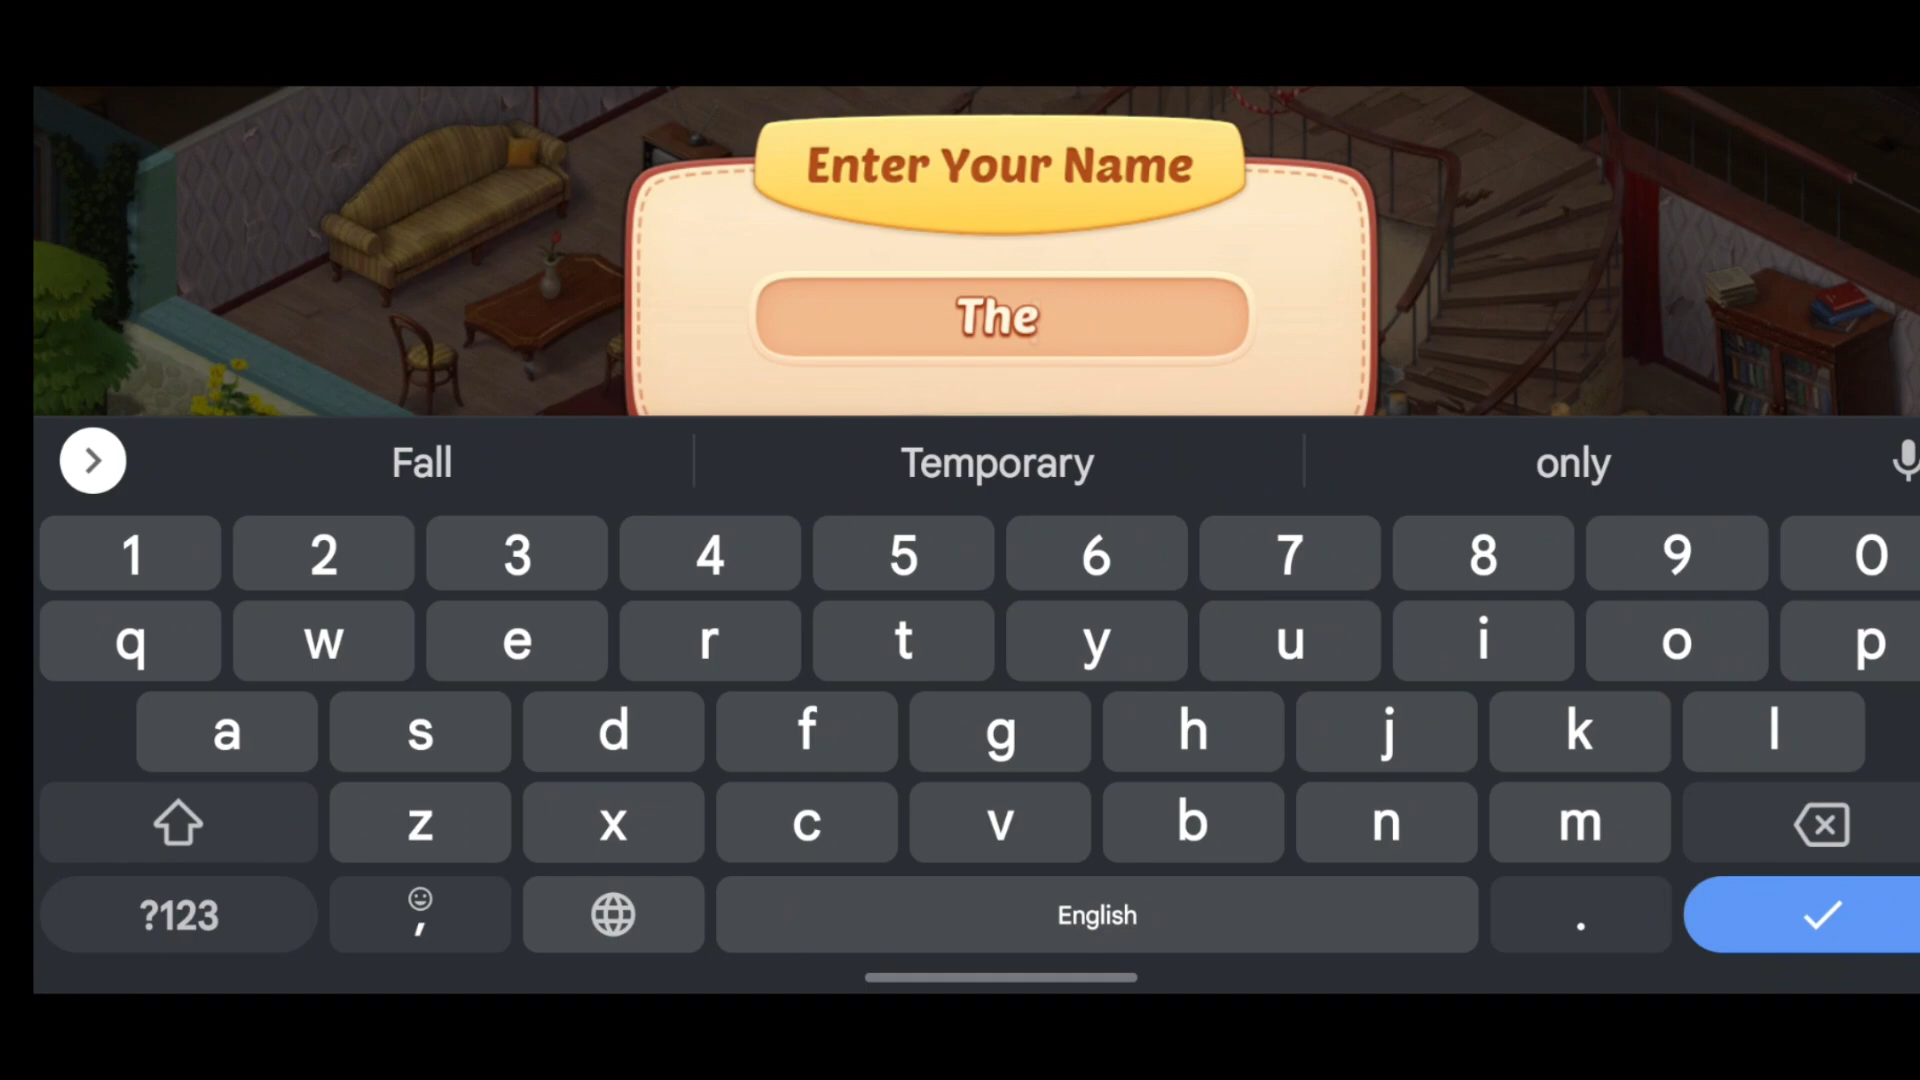 Enter Your Name
The
Fall Temporary only
1 2 3 4 5 6 7 8 9 0
q w e r t y u i o p
a s d f g h j k l
z x c v b n m
?123 , English .